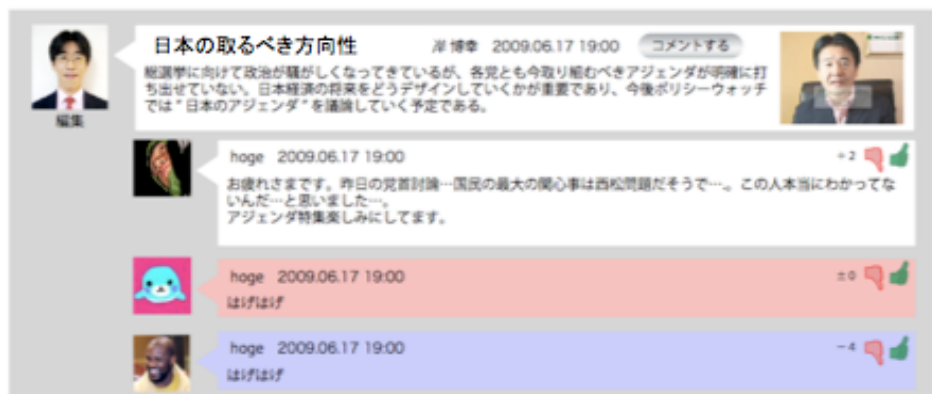 日本の取るべき方向性
岸 博幸 2009.06.17 19:00
コメントする
総選挙に向けて政治が騒がしくなってきているが、各党とも今取り組むべきアジェンダが明確に打
ち出せていない。日本経済の将来をどうデザインしていくかが重要であり、今後ポリシーウォッチ
では “ 日本のアジェンダ ” を議論していく予定である。
編集
hoge 2009.06.17 19:00
+2
お疲れさまです。昨日の党首討論…国民の最大の関心事は西松問題だそうで…。この人本当にわかってな
いんだ…と思いました…。
アジェンダ特集楽しみにしてます。
hoge 2009.06.17 19:00
±0
はげはげ
hoge 2009.06.17 19:00
−4
はげはげ